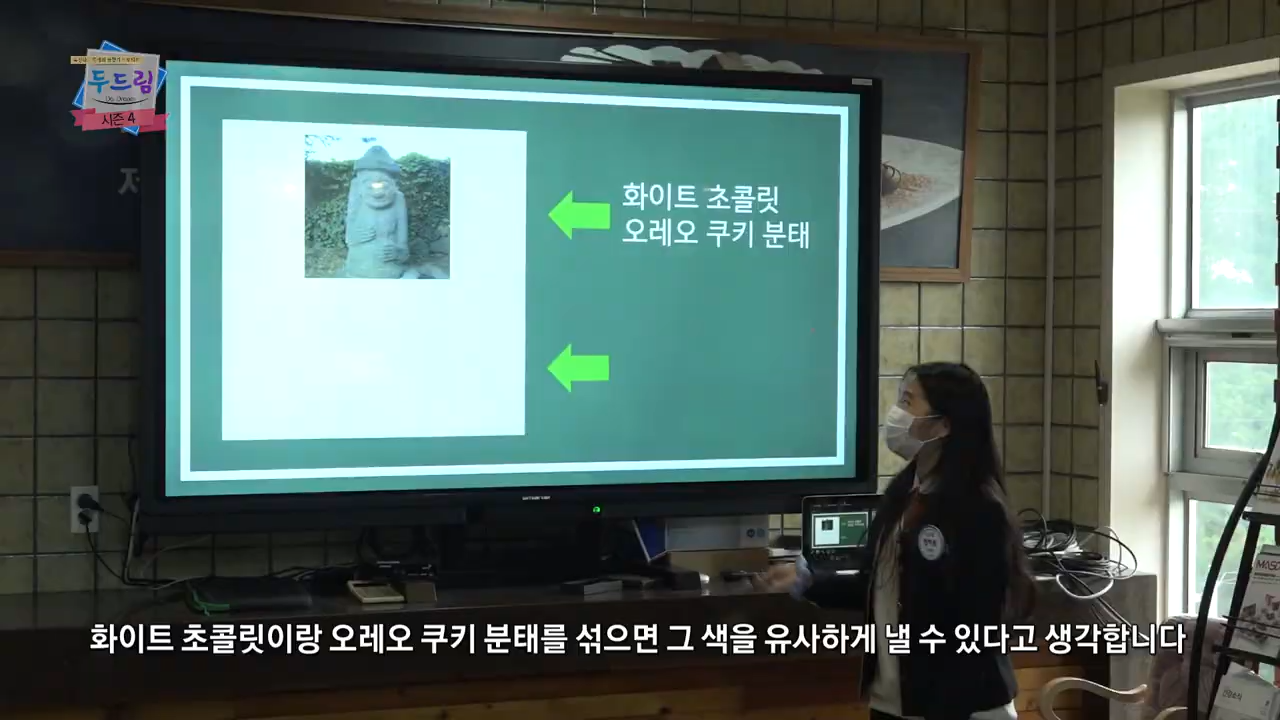 두드림
Do Dream
시즌 4
화이트 초콜릿
오레오 쿠키 분태
화이트 초콜릿이랑 오레오 쿠키 분태를 섞으면 그 색을 유사하게 낼 수 있다고 생각합니다